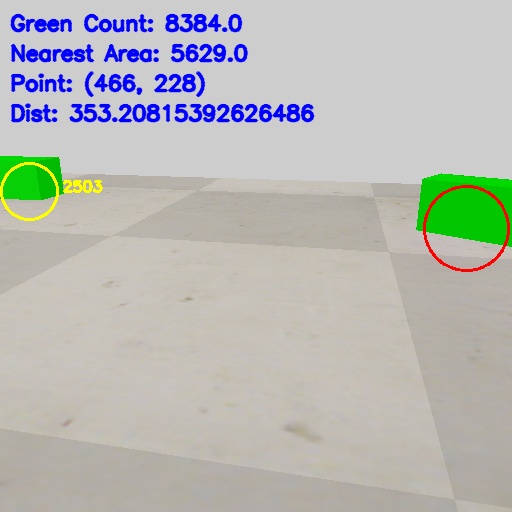 Green Count: 8384.0
Nearest Area: 5629.0
Point: (466, 228)
Dist: 353.20815392626486
2503